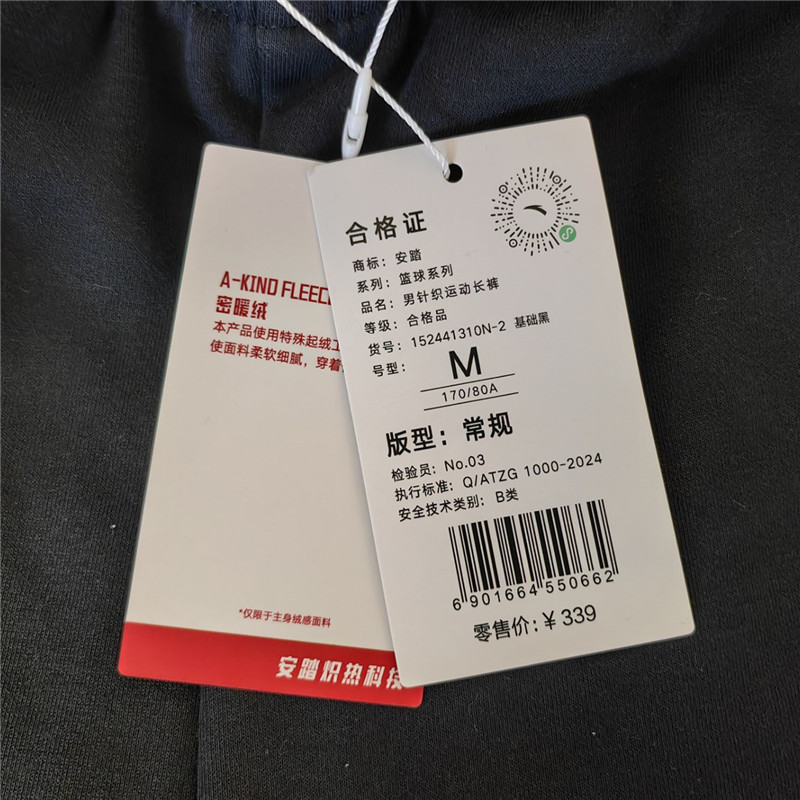 A-KIND FLEEC
密暖绒
本产品使用特殊起绒工
使面料柔软细腻，穿着
*仅限于主身绒感面料
安踏炽热科技
合格证
商标：安踏
系列：篮球系列
品名：男针织运动长裤
等级：合格品
货号：152441310N-2 基础黑
号型：
M
170/80A
版型：常规
检验员：No.03
执行标准：Q/ATZG 1000-2024
安全技术类别：B类
6 901664 550662
零售价：¥339